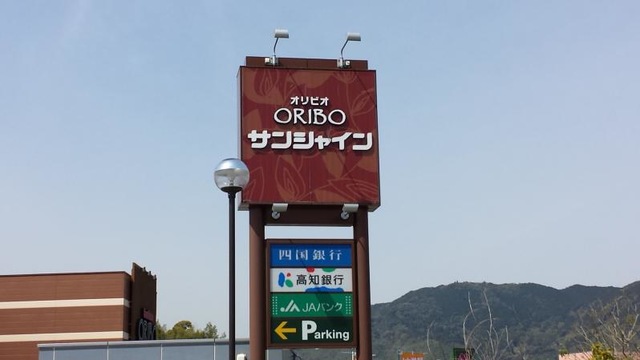 オリビオ
ORIBO
サンシャイン
四国銀行
高知銀行
JAバンク
Parking